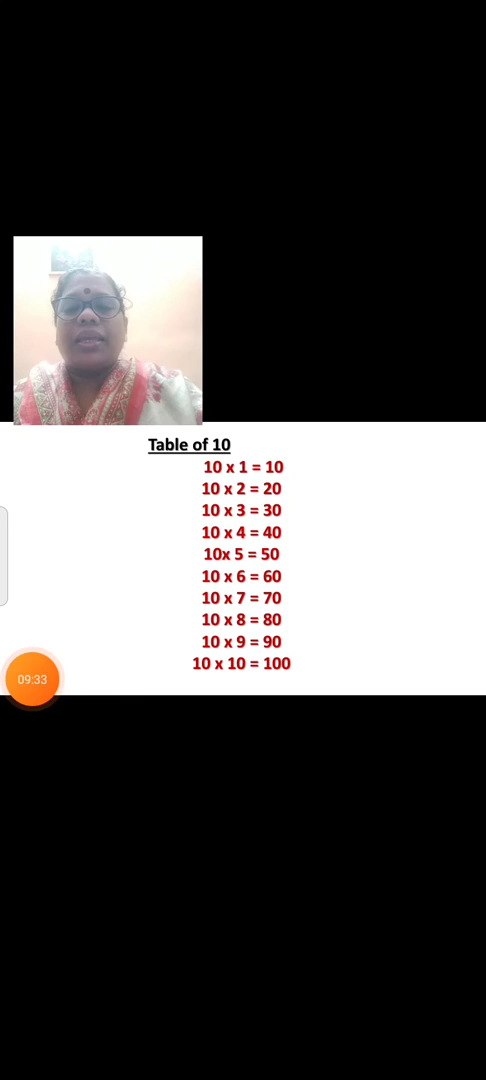 Table of 10
10 x 1 = 10
10 x 2 = 20
10 x 3 = 30
10 x 4 = 40
10x 5 = 50
10 x 6 = 60
10 x 7 = 70
10 x 8 = 80
10 x 9 = 90
10 x 10 = 100
09:33